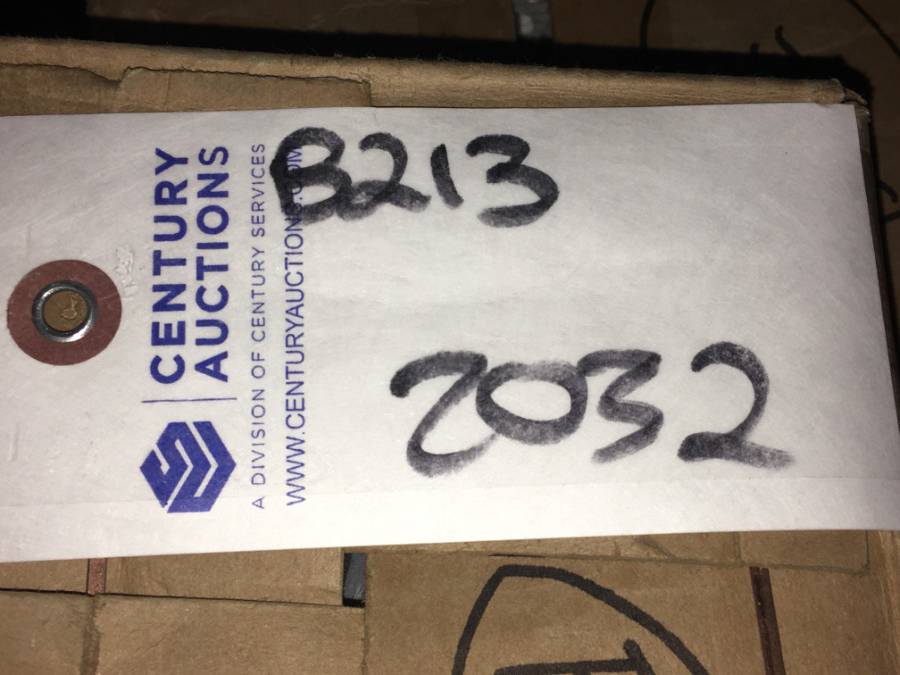 CENTURY
AUCTIONS
A DIVISION OF CENTURY SERVICES
WWW.CENTURYAUCTIONS.COM
B213
2032